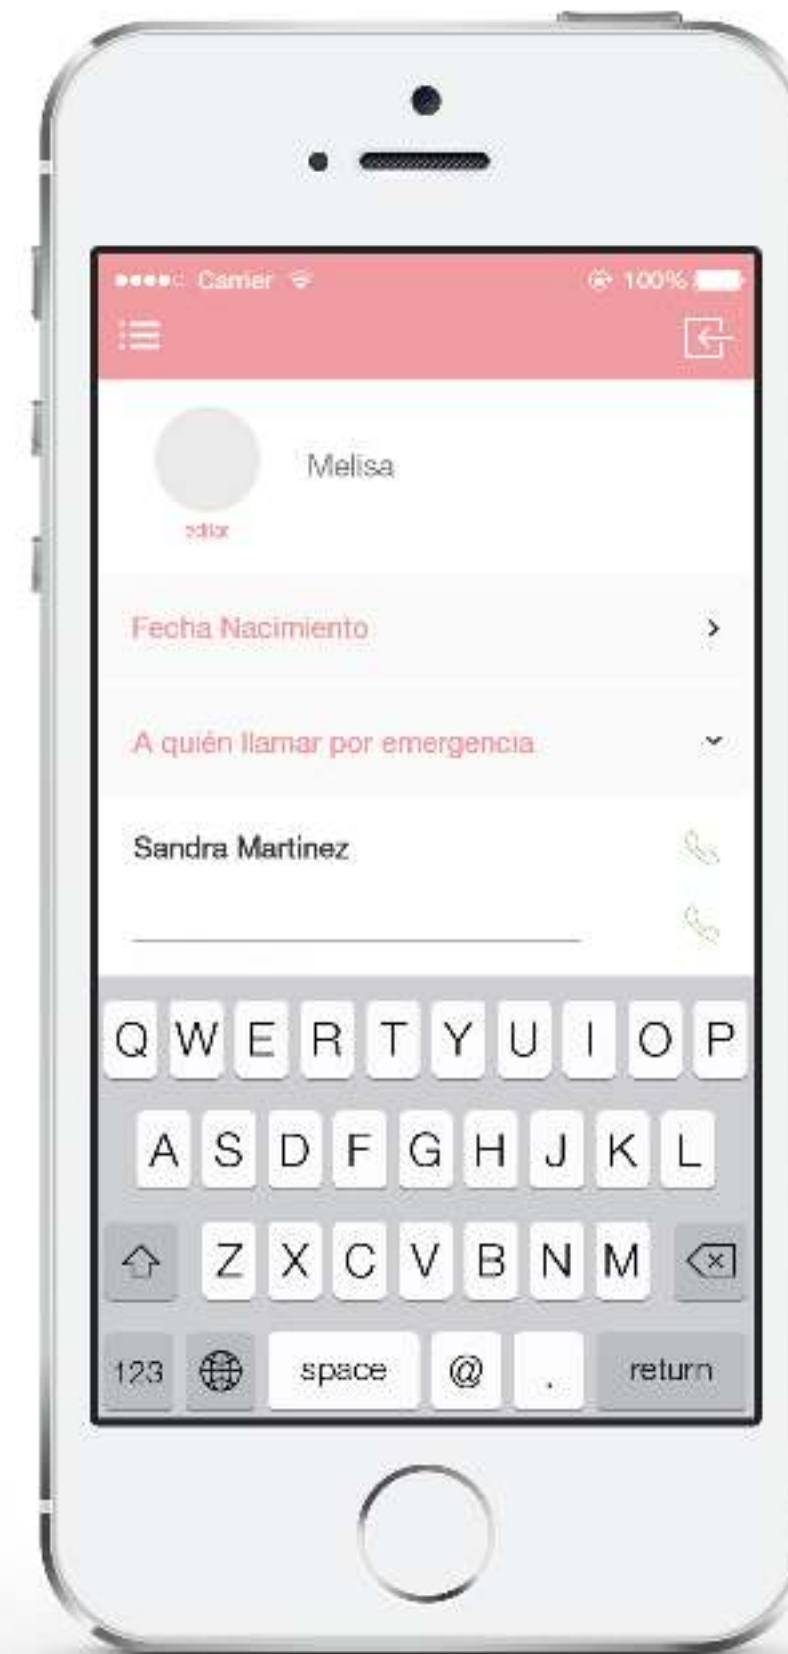 Carrier 100%
Melisa
editar
Fecha Nacimiento
A quién llamar por emergencia
Sandra Martinez
Q W E R T Y U I O P
A S D F G H J K L
Z X C V B N M
123 space @ . return